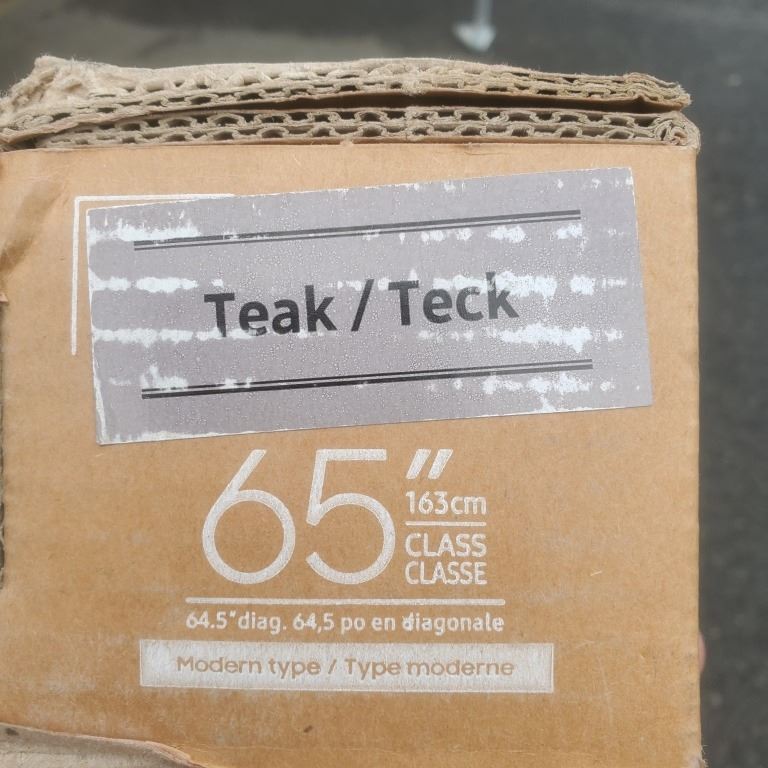 Teak / Teck
65"
163cm
CLASS
CLASSE
64.5"diag. 64,5 po en diagonale
Modern type / Type moderne